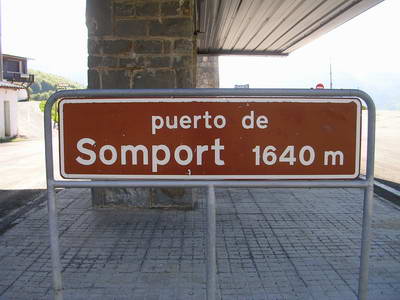 puerto de
Somport 1640 m